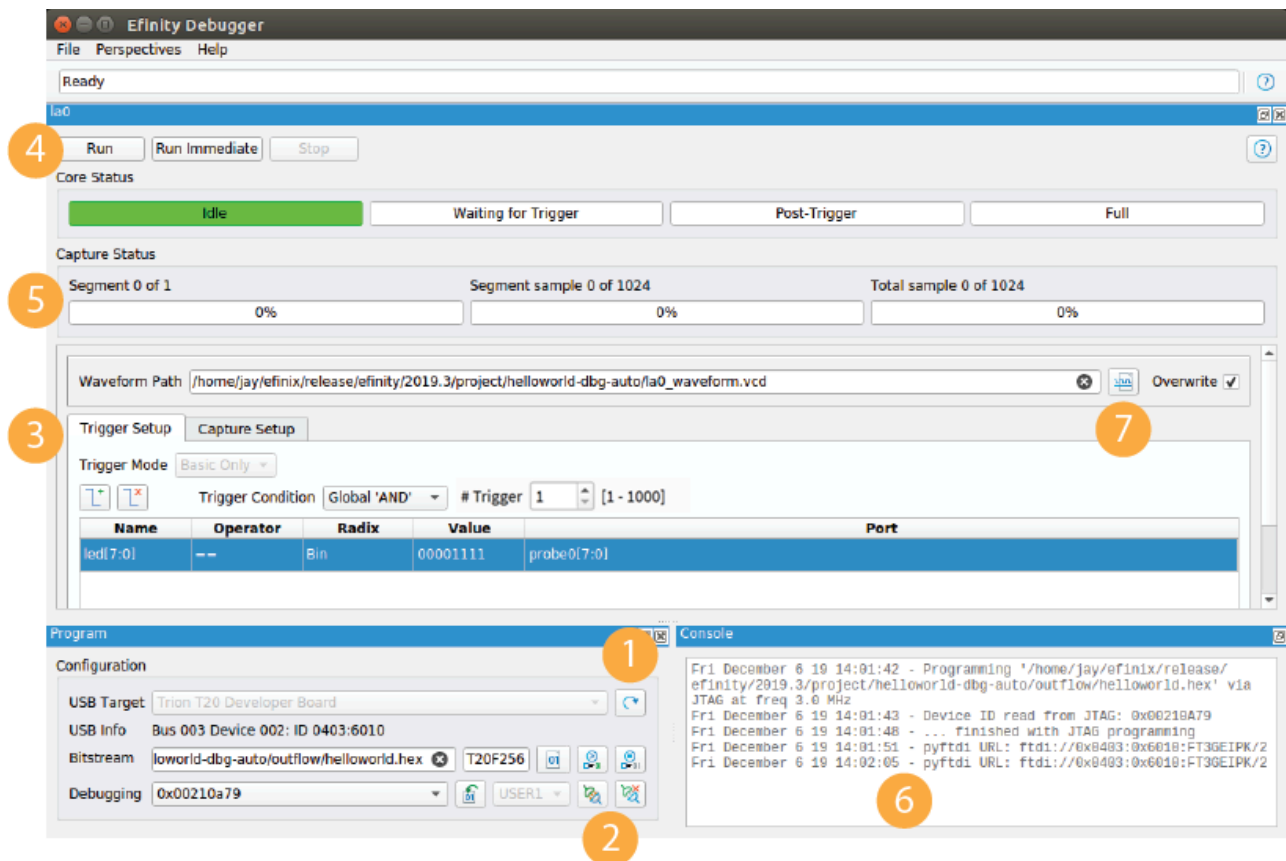 Efinity Debugger
File Perspectives Help
Ready
la0
4
Run Run Immediate Stop
Core Status
Idle Waiting for Trigger Post-Trigger Full
Capture Status
5
Segment 0 of 1 Segment sample 0 of 1024 Total sample 0 of 1024
0% 0% 0%
Waveform Path /home/jay/efinix/release/efinity/2019.3/project/helloworld-dbg-auto/la0_waveform.vcd Overwrite
7
3
Trigger Setup Capture Setup
Trigger Mode Basic Only
Trigger Condition Global 'AND' # Trigger 1 [1 - 1000]
Name Operator Radix Value Port
led[7:0] == Bin 00001111 probe0[7:0]
Program
1
Configuration
USB Target Trion T20 Developer Board
USB Info Bus 003 Device 002: ID 0403:6010
Bitstream loworld-dbg-auto/outflow/helloworld.hex T20F256
Debugging 0x00210a79 USER1
2
Console
Fri December 6 19 14:01:42 - Programming '/home/jay/efinix/release/
efinity/2019.3/project/helloworld-dbg-auto/outflow/helloworld.hex' via
JTAG at freq 3.0 MHz
Fri December 6 19 14:01:43 - Device ID read from JTAG: 0x00210A79
Fri December 6 19 14:01:48 - ... finished with JTAG programming
Fri December 6 19 14:01:51 - pyftdi URL: ftdi://0x0403:0x6010:FT3GEIPK/2
Fri December 6 19 14:02:05 - pyftdi URL: ftdi://0x0403:0x6010:FT3GEIPK/2
6